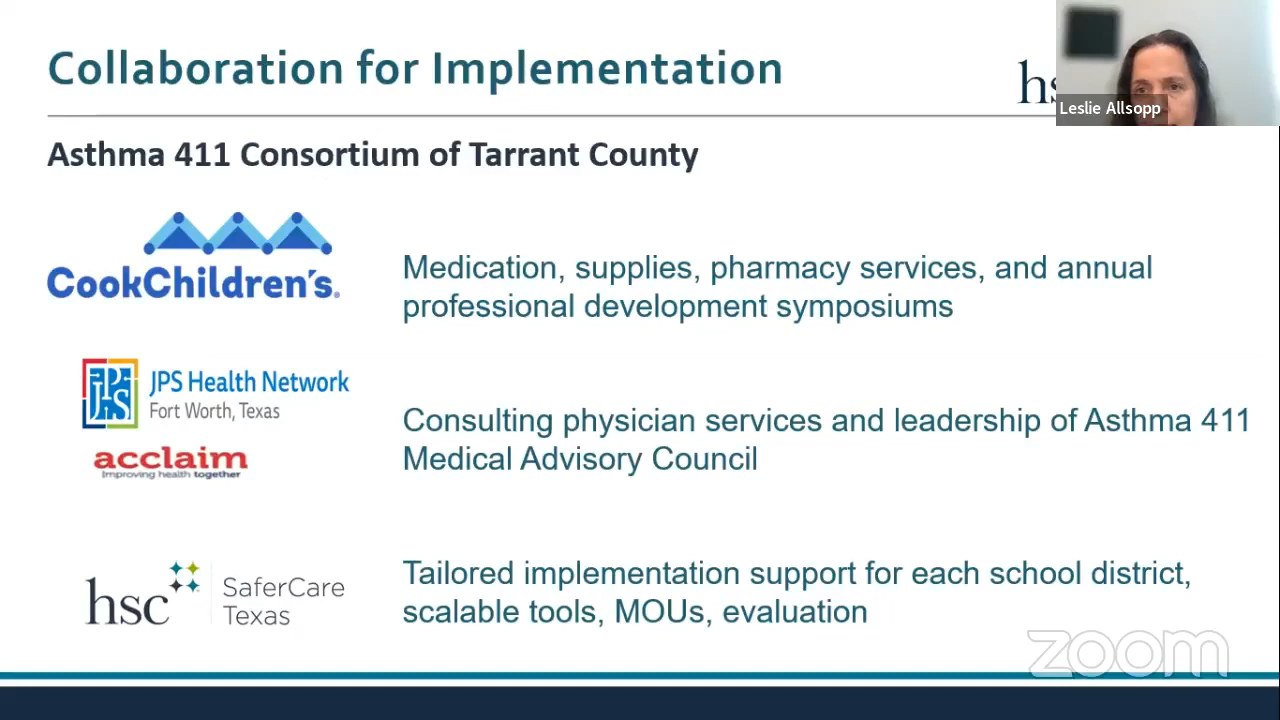 Collaboration for Implementation
hs
Leslie Allsopp
Asthma 411 Consortium of Tarrant County
CookChildren's.
Medication, supplies, pharmacy services, and annual
professional development symposiums
JPS
JPS Health Network
Fort Worth, Texas
acclaim
Improving health together
Consulting physician services and leadership of Asthma 411
Medical Advisory Council
hsc
SaferCare
Texas
Tailored implementation support for each school district,
scalable tools, MOUs, evaluation
zoom